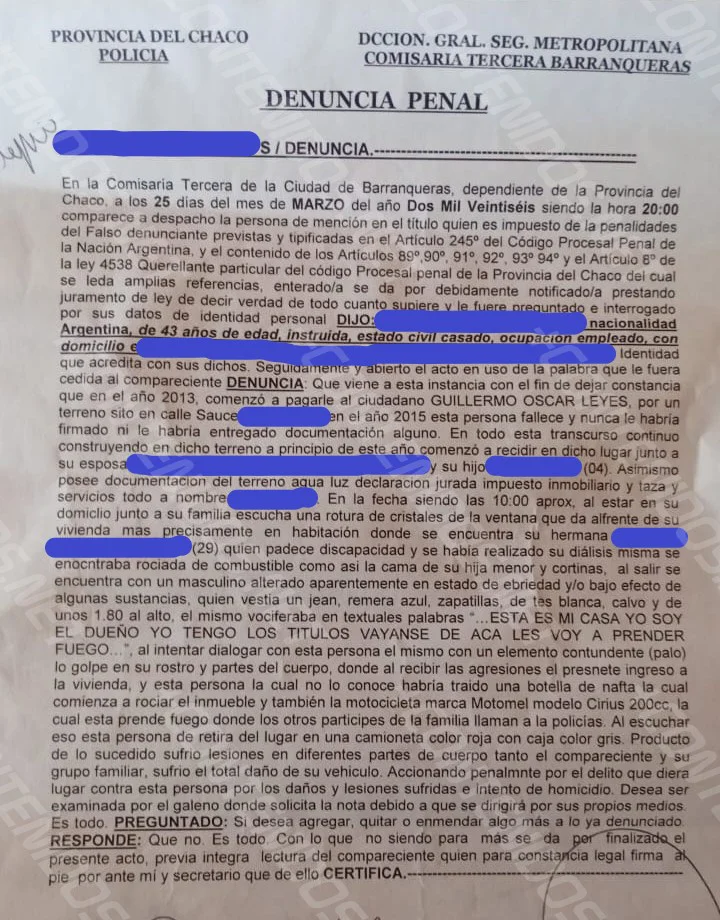 PROVINCIA DEL CHACO
POLICIA
DCCION. GRAL. SEG. METROPOLITANA
COMISARIA TERCERA BARRANQUERAS
DENUNCIA PENAL
S / DENUNCIA.---
En la Comisaria Tercera de la Ciudad de Barranqueras, dependiente de la Provincia del
Chaco, a los 25 días del mes de MARZO del año Dos Mil Veintiséis siendo la hora 20:00
comparece a despacho la persona de mención en el título quien es impuesto de la penalidades
del Falso denunciante previstas y tipificadas en el Artículo 245º del Código Procesal Penal de
la Nación Argentina, y el contenido de los Artículos 89º,90º, 91º, 92º, 93º 94º y el Artículo 8º de
la ley 4538 Querellante particular del código Procesal penal de la Provincia del Chaco del cual
se leda amplias referencias, enterado/a se da por debidamente notificado/a prestando
juramento de ley de decir verdad de todo cuanto supiere y le fuere preguntado e interrogado
por sus datos de identidad personal DIJO: nacionalidad
Argentina, de 43 años de edad, instruida, estado civil casado, ocupación empleado, con
domicilio e Identidad
que acredita con sus dichos. Seguidamente y abierto el acto en uso de la palabra que le fuera
cedida al compareciente DENUNCIA: Que viene a esta instancia con el fin de dejar constancia
que en el año 2013, comenzó a pagarle al ciudadano GUILLERMO OSCAR LEYES, por un
terreno sito en calle Sauce en el año 2015 esta persona fallece y nunca le habría
firmado ni le habría entregado documentación alguno. En todo esta transcurso continuo
construyendo en dicho terreno a principio de este año comenzó a recidir en dicho lugar junto a
su esposa y su hijo (04). Asimismo
posee documentación del terreno agua luz declaración jurada impuesto inmobiliario y taza y
servicios todo a nombre . En la fecha siendo las 10:00 aprox, al estar en su
domicilio junto a su familia escucha una rotura de cristales de la ventana que da alfrente de su
vivienda mas precisamente en habitación donde se encuentra su hermana
(29) quien padece discapacidad y se había realizado su diálisis misma se
enocntraba rociada de combustible como asi la cama de su hija menor y cortinas, al salir se
encuentra con un masculino alterado aparentemente en estado de ebriedad y/o bajo efecto de
algunas sustancias, quien vestía un jean, remera azul, zapatillas, de tes blanca, calvo y de
unos 1.80 al alto, el mismo vociferaba en textuales palabras “...ESTA ES MI CASA YO SOY
EL DUEÑO YO TENGO LOS TITULOS VAYANSE DE ACA LES VOY A PRENDER
FUEGO...”, al intentar dialogar con esta persona el mismo con un elemento contundente (palo)
lo golpe en su rostro y partes del cuerpo, donde al recibir las agresiones el presnete ingreso a
la vivienda, y esta persona la cual no lo conoce habría traido una botella de nafta la cual
comienza a rociar el inmueble y también la motocicleta marca Motomel modelo Cirius 200cc, la
cual esta prende fuego donde los otros participes de la familia llaman a la policias. Al escuchar
eso esta persona de retira del lugar en una camioneta color roja con caja color gris. Producto
de lo sucedido sufrio lesiones en diferentes partes de cuerpo tanto el compareciente y su
grupo familiar, sufrio el total daño de su vehiculo. Accionando penalmnte por el delito que diera
lugar contra esta persona por los daños y lesiones sufridas e intento de homicidio. Desea ser
examinada por el galeno donde solicita la nota debido a que se dirigirá por sus propios medios.
Es todo. PREGUNTADO: Si desea agregar, quitar o enmendar algo más a lo ya denunciado.
RESPONDE: Que no. Es todo. Con lo que no siendo para más se da por finalizado el
presente acto, previa integra lectura del compareciente quien para constancia legal firma al
pie por ante mí y secretario que de ello CERTIFICA.---